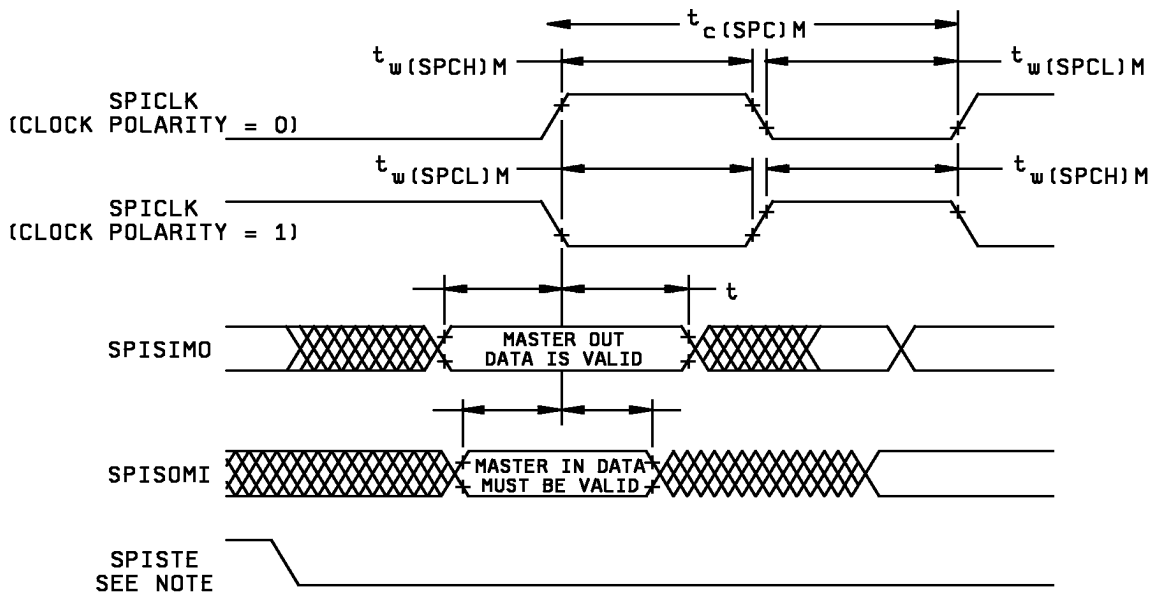 t c(SPC)M
t w(SPCH)M
t w(SPCL)M
SPICLK
(CLOCK POLARITY = 0)
t w(SPCL)M
t w(SPCH)M
SPICLK
(CLOCK POLARITY = 1)
t
SPISIMO
MASTER OUT
DATA IS VALID
SPISOMI
MASTER IN DATA
MUST BE VALID
SPISTE
SEE NOTE